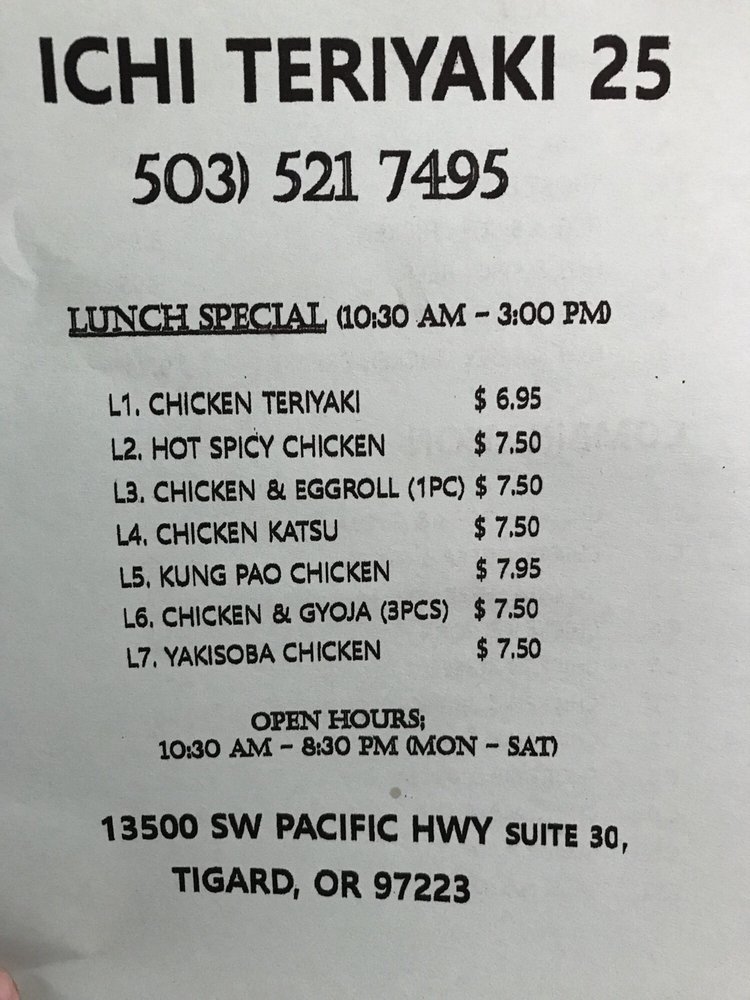 ICHI TERIYAKI 25
503) 521 7495
LUNCH SPECIAL (10:30 AM - 3:00 PM)
L1. CHICKEN TERIYAKI $ 6.95
L2. HOT SPICY CHICKEN $ 7.50
L3. CHICKEN & EGGROLL (1PC) $ 7.50
L4. CHICKEN KATSU $ 7.50
L5. KUNG PAO CHICKEN $ 7.95
L6. CHICKEN & GYOJA (3PCS) $ 7.50
L7. YAKISOBA CHICKEN $ 7.50
OPEN HOURS;
10:30 AM - 8:30 PM (MON - SAT)
13500 SW PACIFIC HWY SUITE 30,
TIGARD, OR 97223